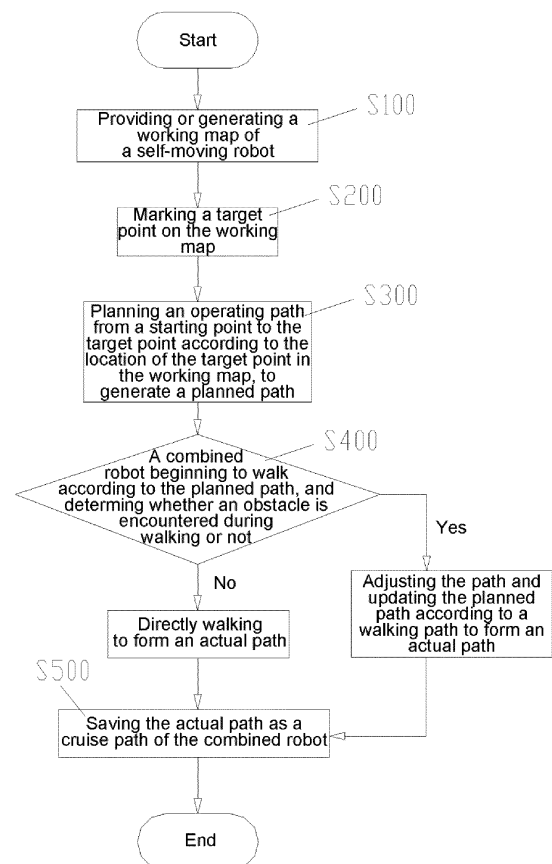 Start
S100
Providing or generating a
working map of
a self-moving robot
S200
Marking a target
point on the working
map
S300
Planning an operating path
from a starting point to the
target point according to the
location of the target point in
the working map, to
generate a planned path
S400
A combined
robot beginning to walk
according to the planned path, and
determing whether an obstacle is
encountered during
walking or not
Yes
No
Directly walking
to form an actual path
Adjusting the path and
updating the planned
path according to a
walking path to form an
actual path
S500
Saving the actual path as a
cruise path of the combined robot
End